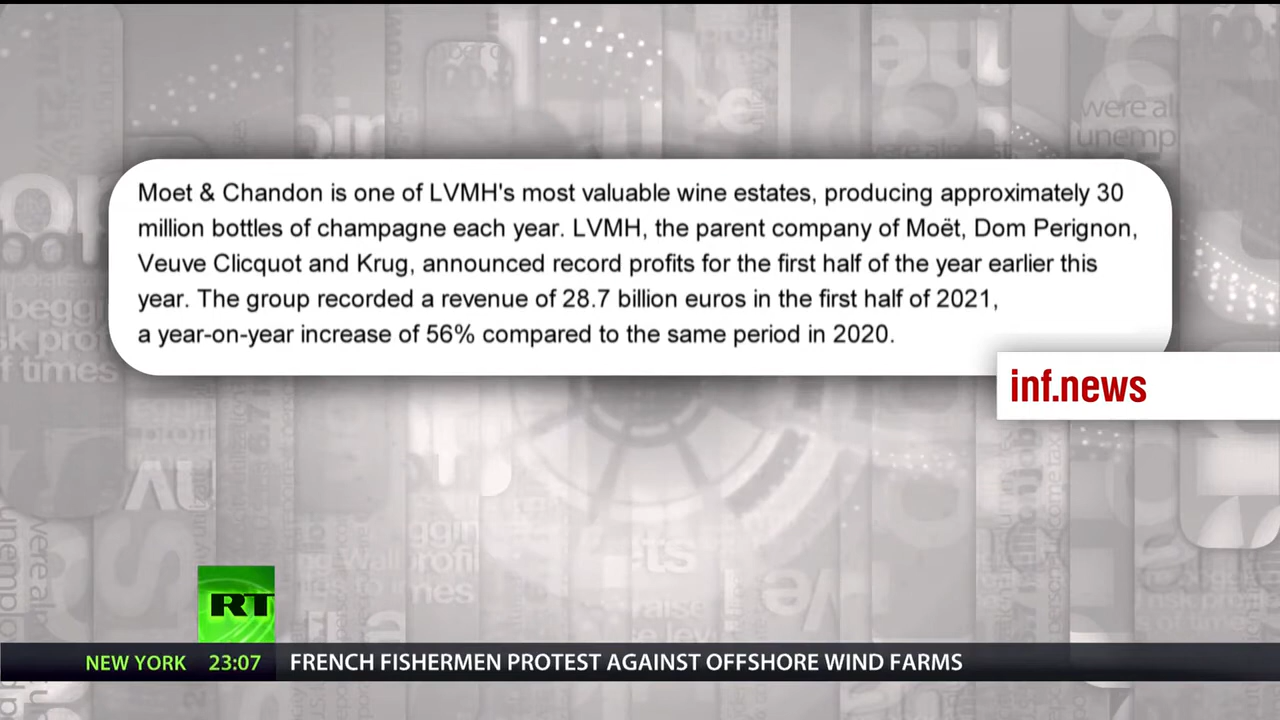 were al
unemp
Moet & Chandon is one of LVMH's most valuable wine estates, producing approximately 30
million bottles of champagne each year. LVMH, the parent company of Moët, Dom Perignon,
Veuve Clicquot and Krug, announced record profits for the first half of the year earlier this
year. The group recorded a revenue of 28.7 billion euros in the first half of 2021,
a year-on-year increase of 56% compared to the same period in 2020.
inf.news
f times
RT
NEW YORK 23:07 FRENCH FISHERMEN PROTEST AGAINST OFFSHORE WIND FARMS